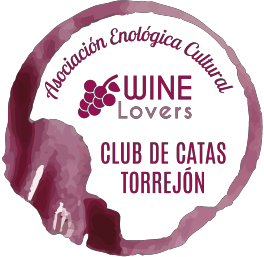 Asociación Enológica Cultural
WINE
Lovers
CLUB DE CATAS
TORREJÓN